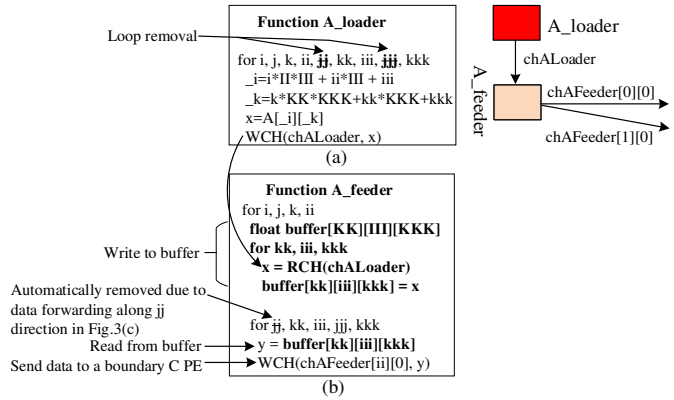 Function A_loader
Loop removal
for i, j, k, ii, jj, kk, iii, jjj, kkk
_i=i*II*III + ii*III + iii
_k=k*KK*KKK+kk*KKK+kkk
x=A[_i][_k]
WCH(chALoader, x)
(a)
A_loader
chALoader
A_feeder
chAFeeder[0][0]
chAFeeder[1][0]
Function A_feeder
for i, j, k, ii
float buffer[KK][III][KKK]
for kk, iii, kkk
x = RCH(chALoader)
buffer[kk][iii][kkk] = x
Write to buffer
Automatically removed due to
data forwarding along jj
direction in Fig.3(c)
for jj, kk, iii, jjj, kkk
Read from buffer
y = buffer[kk][iii][kkk]
Send data to a boundary C PE
WCH(chAFeeder[ii][0], y)
(b)